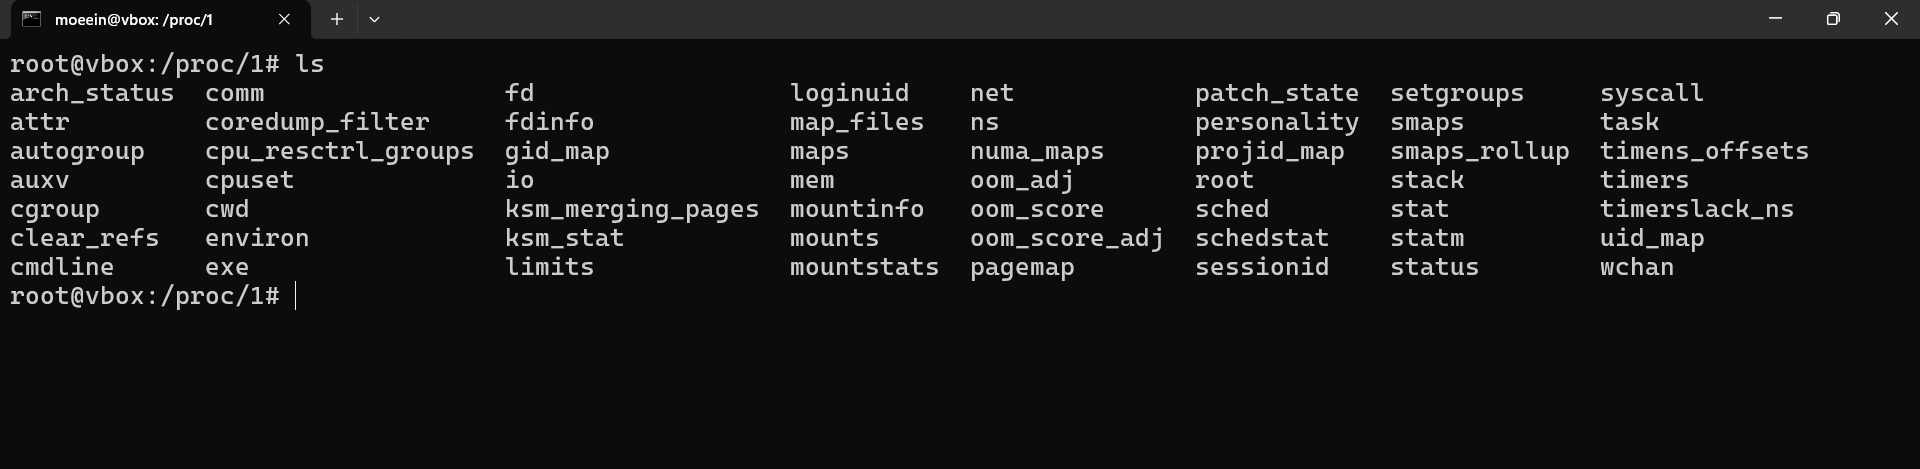 moeein@vbox: /proc/1
root@vbox:/proc/1# ls
arch_status comm fd loginuid net patch_state setgroups syscall
attr coredump_filter fdinfo map_files ns personality smaps task
autogroup cpu_resctrl_groups gid_map maps numa_maps projid_map smaps_rollup timens_offsets
auxv cpuset io mem oom_adj root stack timers
cgroup cwd ksm_merging_pages mountinfo oom_score sched stat timerslack_ns
clear_refs environ ksm_stat mounts oom_score_adj schedstat statm uid_map
cmdline exe limits mountstats pagemap sessionid status wchan
root@vbox:/proc/1#